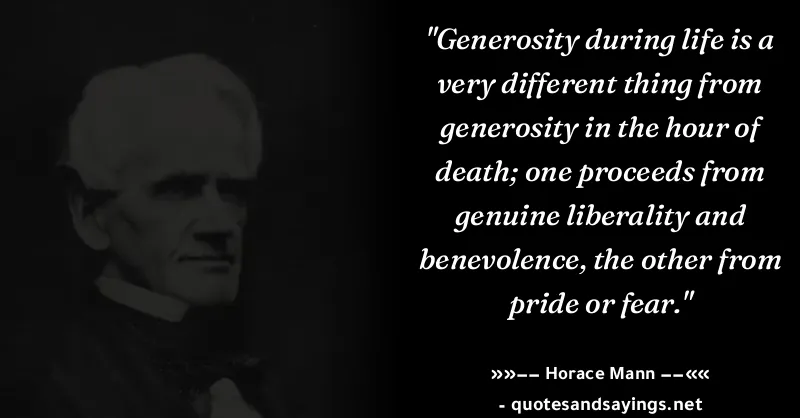 "Generosity during life is a
very different thing from
generosity in the hour of
death; one proceeds from
genuine liberality and
benevolence, the other from
pride or fear."
»»—— Horace Mann ——««
- quotesandsayings.net